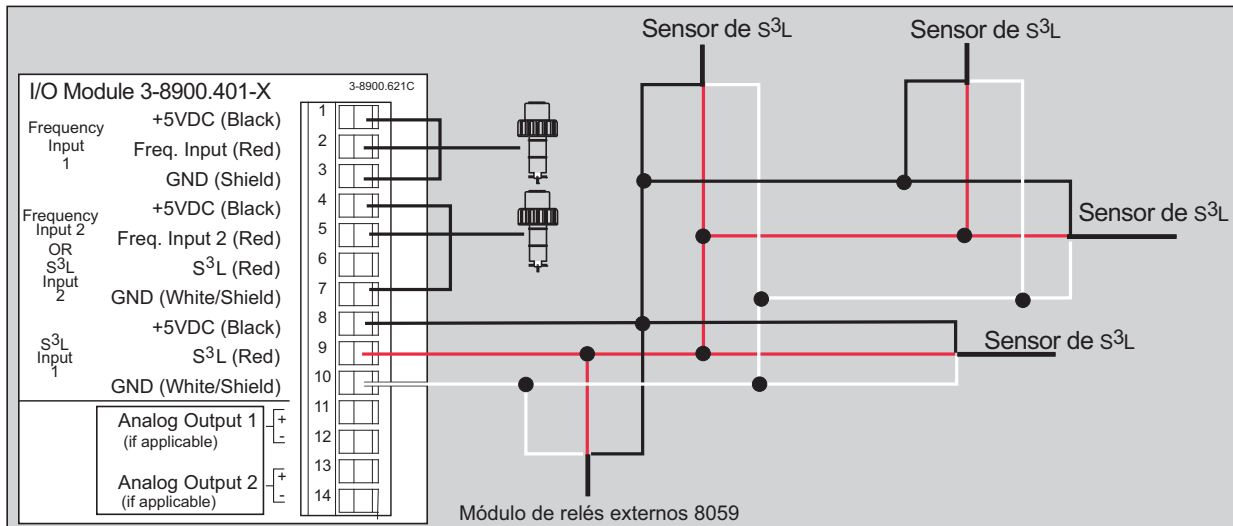 I/O Module 3-8900.401-X
3-8900.621C
Frequency
Input
1
+5VDC (Black)
Freq. Input (Red)
GND (Shield)
Frequency
Input 2
OR
S³L
Input
2
+5VDC (Black)
Freq. Input 2 (Red)
S³L (Red)
GND (White/Shield)
S³L
Input
1
+5VDC (Black)
S³L (Red)
GND (White/Shield)
Analog Output 1
(if applicable)
+
-
Analog Output 2
(if applicable)
+
-
1
2
3
4
5
6
7
8
9
10
11
12
13
14
Sensor de S³L
Sensor de S³L
Sensor de S³L
Sensor de S³L
Módulo de relés externos 8059